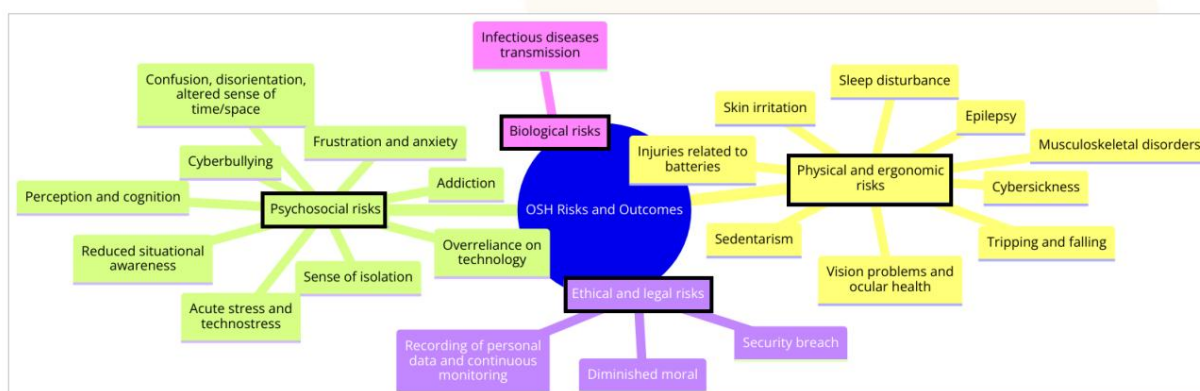 Infectious diseases
transmission
Biological risks
Confusion, disorientation,
altered sense of
time/space
Frustration and anxiety
Cyberbullying
Addiction
Perception and cognition
Psychosocial risks
Reduced situational
awareness
Overreliance on
technology
Sense of isolation
Acute stress and
technostress
OSH Risks and Outcomes
Sleep disturbance
Skin irritation
Epilepsy
Injuries related to
batteries
Musculoskeletal disorders
Physical and ergonomic
risks
Cybersickness
Sedentarism
Tripping and falling
Vision problems and
ocular health
Ethical and legal risks
Recording of personal
data and continuous
monitoring
Diminished moral
Security breach